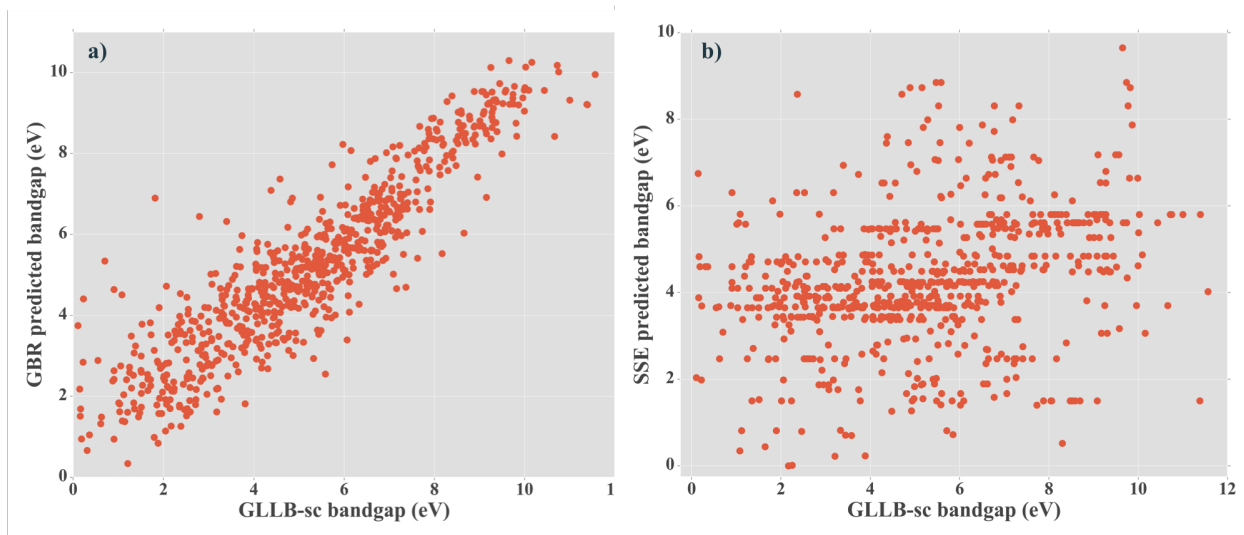 a)
GBR predicted bandgap (eV)
10
8
6
4
2
0
0 2 4 6 8 10 1
GLLB-sc bandgap (eV)
b)
SSE predicted bandgap (eV)
10
8
6
4
2
0
0 2 4 6 8 10 12
GLLB-sc bandgap (eV)